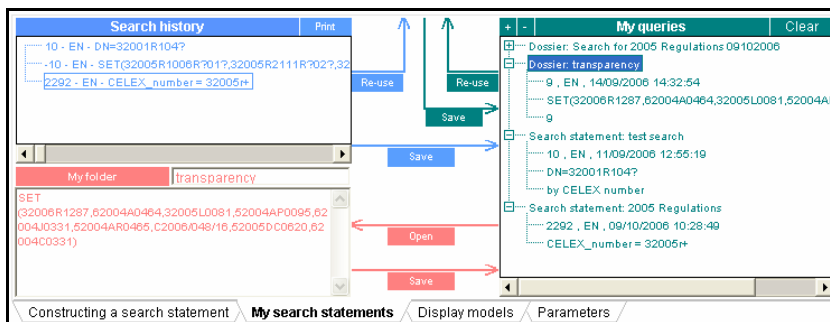 Search history
Print
10 - EN - DN=32001R104?
-10 - EN - SET(32005R1006R?01?,32005R2111R?02?,32
2292 - EN - CELEX_number = 32005r+
My folder
transparency
SET
(32006R1287,62004A0464,32005L0081,52004AP0095,62
004J0331,52004AR0465,C2006/048/16,52005DC0620,62
004C0331)
Re-use
Re-use
Save
Save
Open
Save
+ - My queries Clear
Dossier: Search for 2005 Regulations 09102006
Dossier: transparency
9 , EN , 14/09/2006 14:32:54
SET(32006R1287,62004A0464,32005L0081,52004A
9
Search statement: test search
10 , EN , 11/09/2006 12:55:19
DN=32001R104?
by CELEX number
Search statement: 2005 Regulations
2292 , EN , 09/10/2006 10:28:49
CELEX_number = 32005r+
Constructing a search statement
My search statements
Display models
Parameters